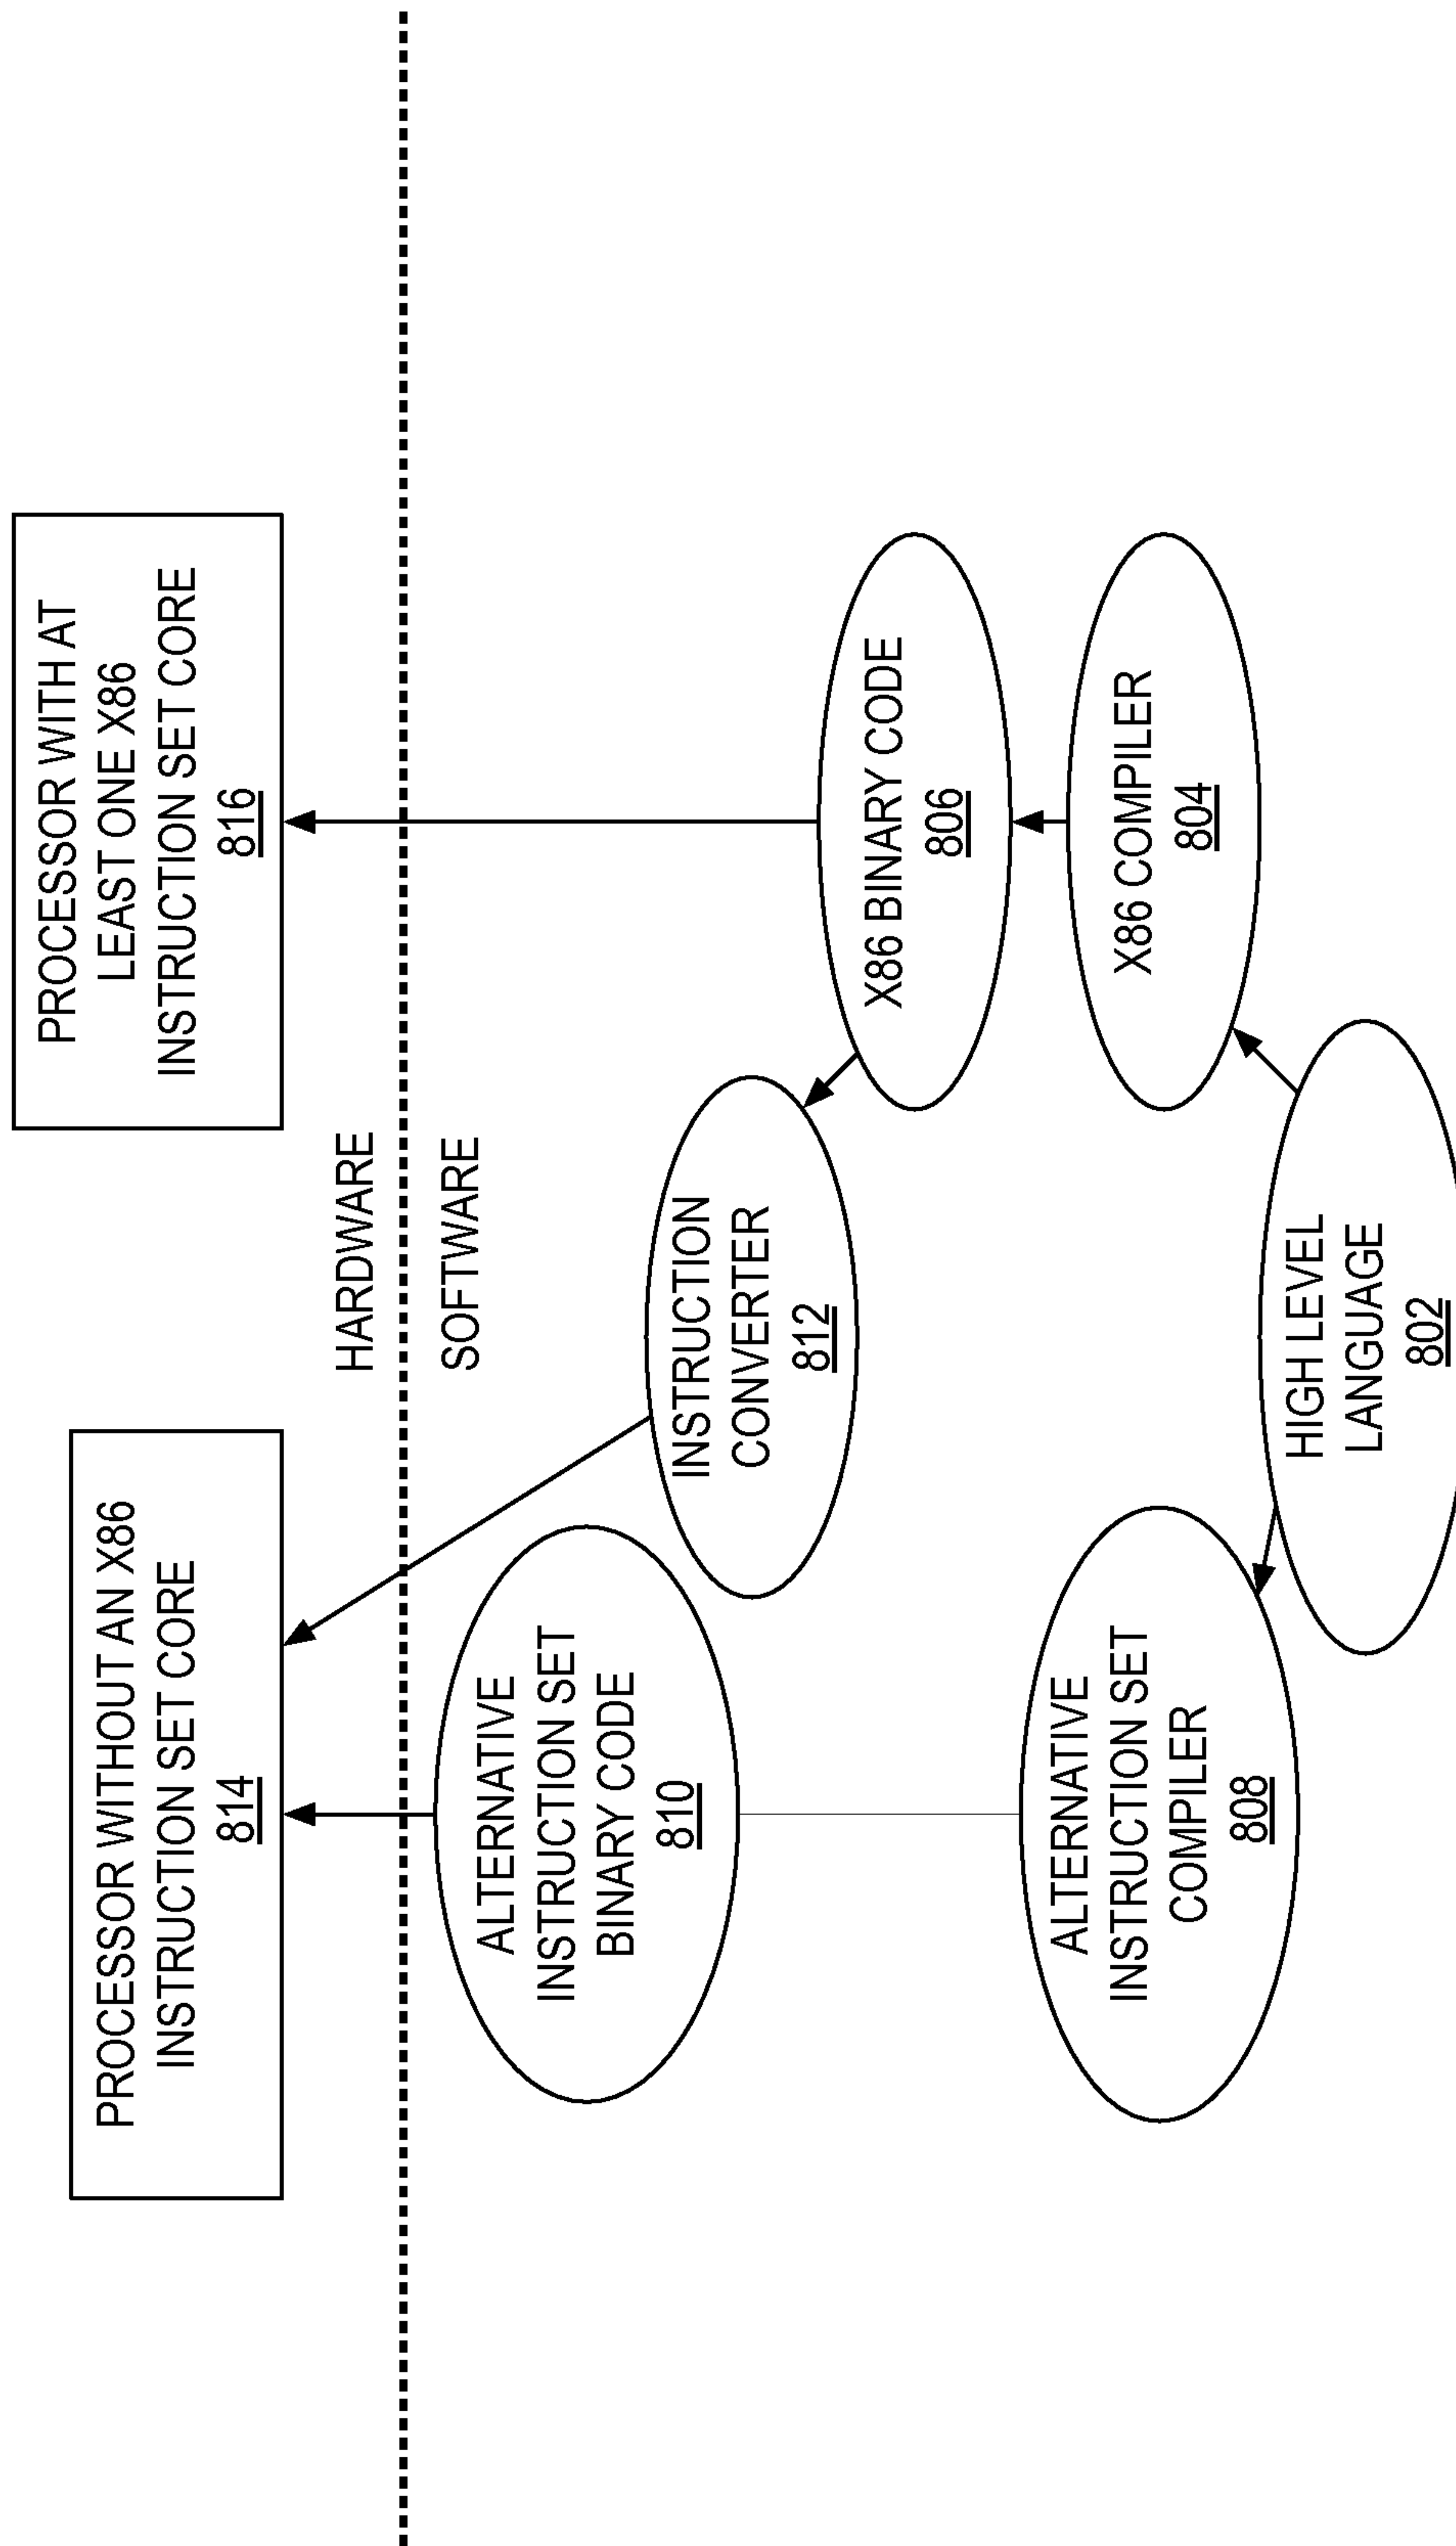 PROCESSOR WITHOUT AN X86
INSTRUCTION SET CORE
814
PROCESSOR WITH AT
LEAST ONE X86
INSTRUCTION SET CORE
816
HARDWARE
SOFTWARE
ALTERNATIVE
INSTRUCTION SET
BINARY CODE
810
INSTRUCTION
CONVERTER
812
X86 BINARY CODE
806
ALTERNATIVE
INSTRUCTION SET
COMPILER
808
X86 COMPILER
804
HIGH LEVEL
LANGUAGE
802